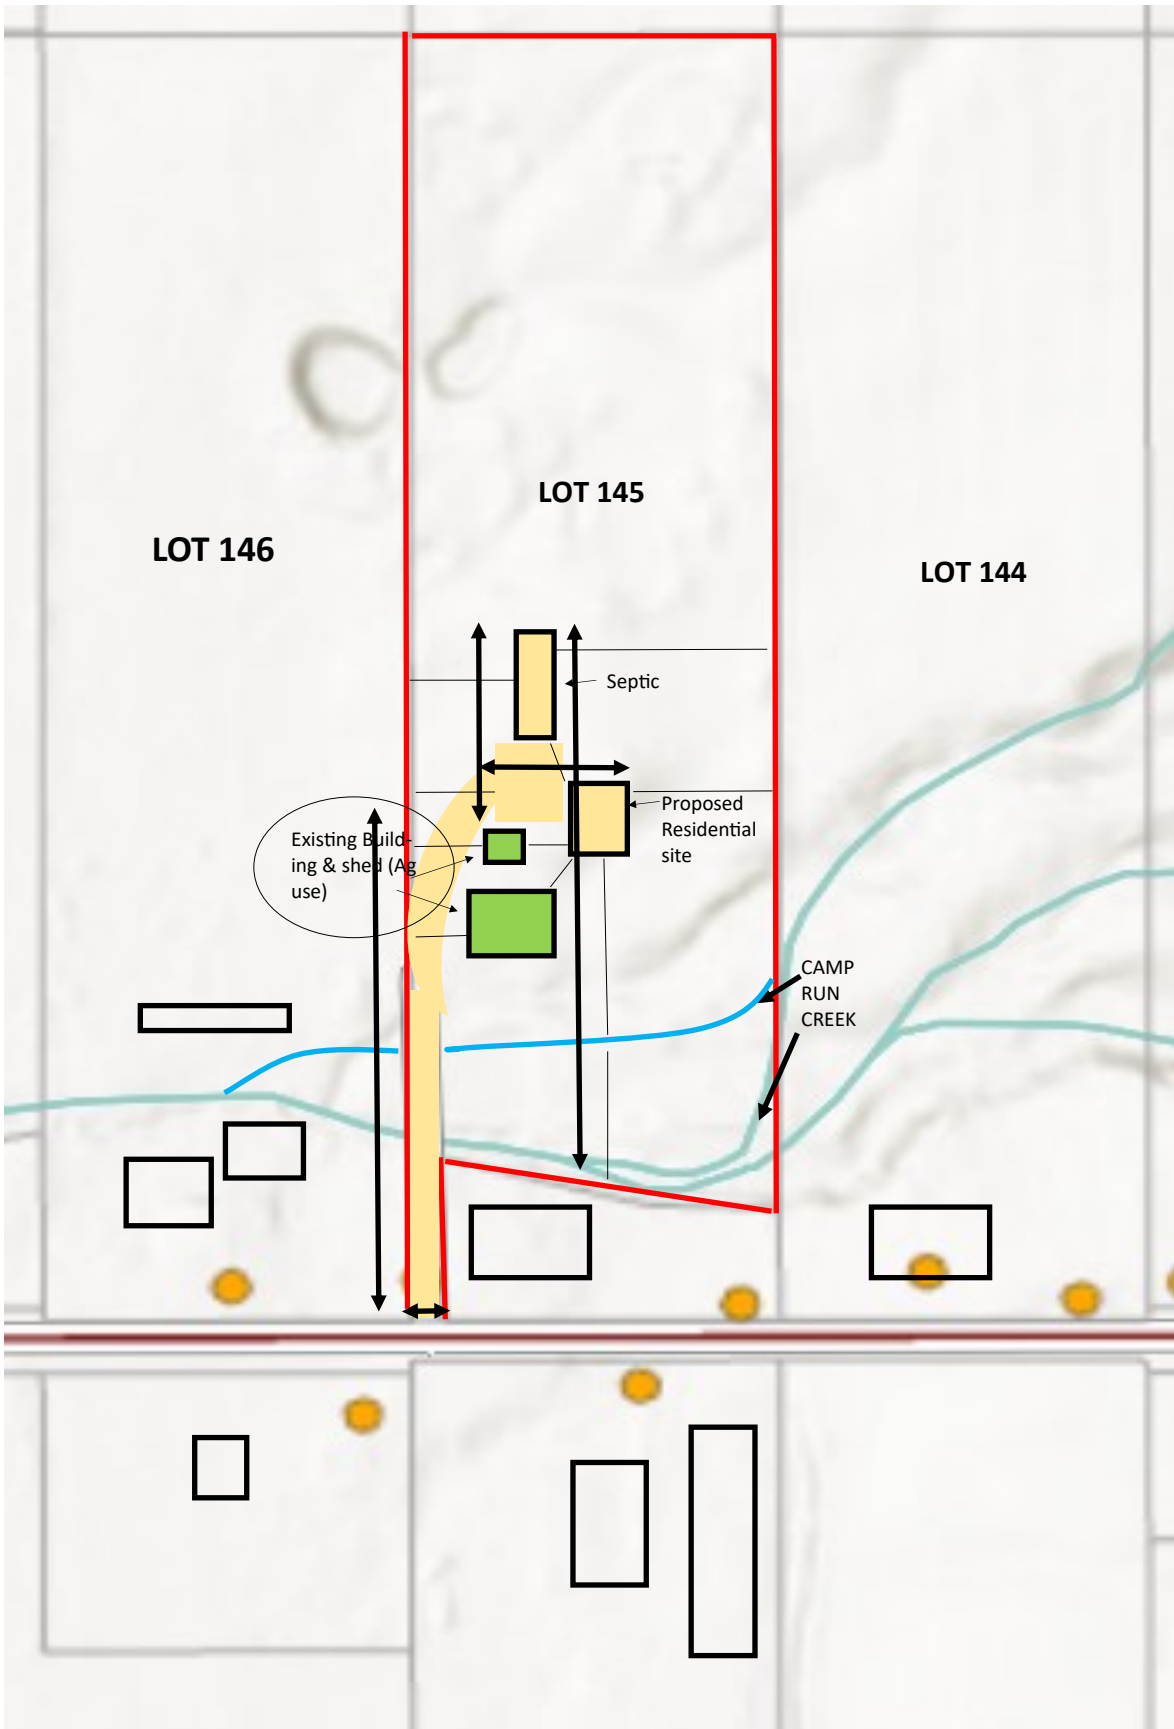 LOT 145
LOT 146
LOT 144
Septic
Proposed
Residential
site
Existing Build-
ing & shed (Ag
use)
CAMP
RUN
CREEK